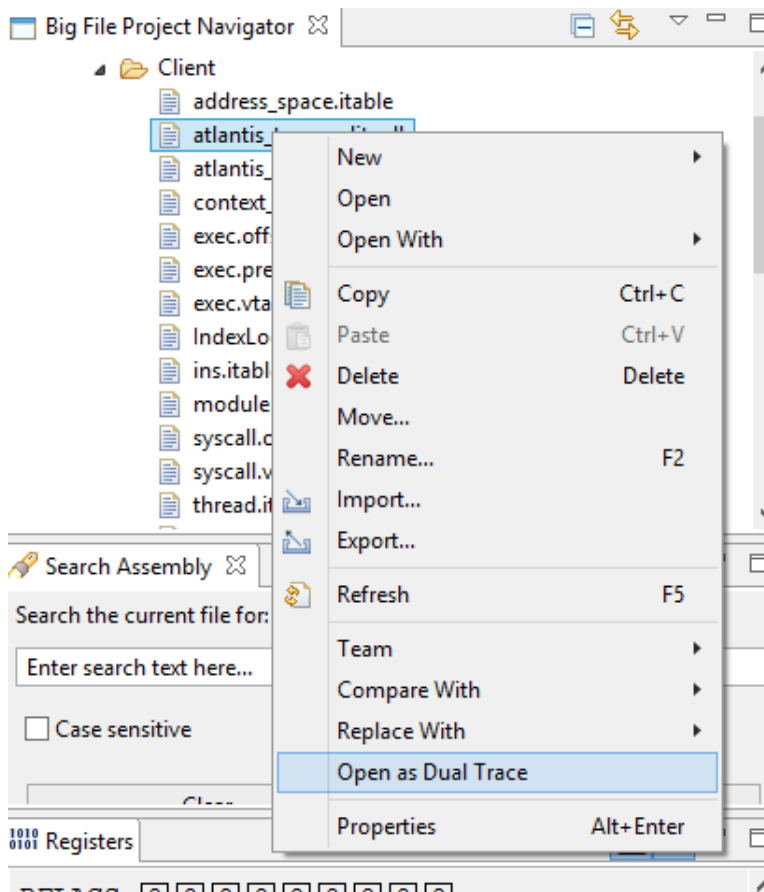 Big File Project Navigator
Client
address_space.itable
atlantis_
atlantis_
context_
exec.off
exec.pre
exec.vta
IndexLo
ins.itabl
module
syscall.c
syscall.v
thread.it
New
Open
Open With
Copy Ctrl+C
Paste Ctrl+V
Delete Delete
Move...
Rename... F2
Import...
Export...
Refresh F5
Team
Compare With
Replace With
Open as Dual Trace
Properties Alt+Enter
Search Assembly
Search the current file for:
Enter search text here...
Case sensitive
1010
0101 Registers